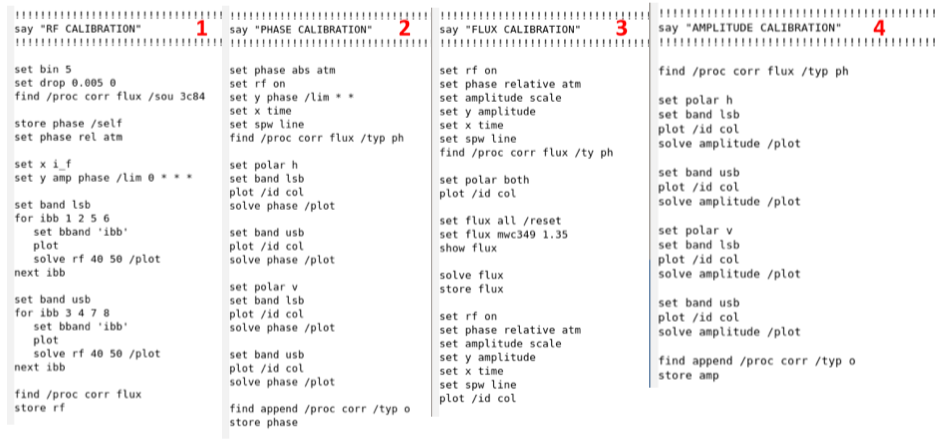 !!!!!!!!!!!!!!!!!!!!!!!!!!!!!!!!
say "RF CALIBRATION" 1
!!!!!!!!!!!!!!!!!!!!!!!!!!!!!!!!
set bin 5
set drop 0.005 0
find /proc corr flux /sou 3c84
store phase /self
set phase rel atm
set x i_f
set y amp phase /lim 0 * * *
set band lsb
for ibb 1 2 5 6
set bband 'ibb'
plot
solve rf 40 50 /plot
next ibb
set band usb
for ibb 3 4 7 8
set bband 'ibb'
plot
solve rf 40 50 /plot
next ibb
find /proc corr flux
store rf
!!!!!!!!!!!!!!!!!!!!!!!!!!!!!!
say "PHASE CALIBRATION" 2
!!!!!!!!!!!!!!!!!!!!!!!!!!!!!!
set phase abs atm
set rf on
set y phase /lim * *
set x time
set spw line
find /proc corr flux /typ ph
set polar h
set band lsb
plot /id col
solve phase /plot
set band usb
plot /id col
solve phase /plot
set polar v
set band lsb
plot /id col
solve phase /plot
set band usb
plot /id col
solve phase /plot
find append /proc corr /typ o
store phase
!!!!!!!!!!!!!!!!!!!!!!!!!!!!!!
say "FLUX CALIBRATION" 3
!!!!!!!!!!!!!!!!!!!!!!!!!!!!!!
set rf on
set phase relative atm
set amplitude scale
set y amplitude
set x time
set spw line
find /proc corr flux /ty ph
set polar both
plot /id col
set flux all /reset
set flux mwc349 1.35
show flux
solve flux
store flux
set rf on
set phase relative atm
set amplitude scale
set y amplitude
set x time
set spw line
plot /id col
!!!!!!!!!!!!!!!!!!!!!!!!!!!!!!!!!!!!!!!!
say "AMPLITUDE CALIBRATION" 4
!!!!!!!!!!!!!!!!!!!!!!!!!!!!!!!!!!!!!!!!
find /proc corr flux /typ ph
set polar h
set band lsb
plot /id col
solve amplitude /plot
set band usb
plot /id col
solve amplitude /plot
set polar v
set band lsb
plot /id col
solve amplitude /plot
set band usb
plot /id col
solve amplitude /plot
find append /proc corr /typ o
store amp